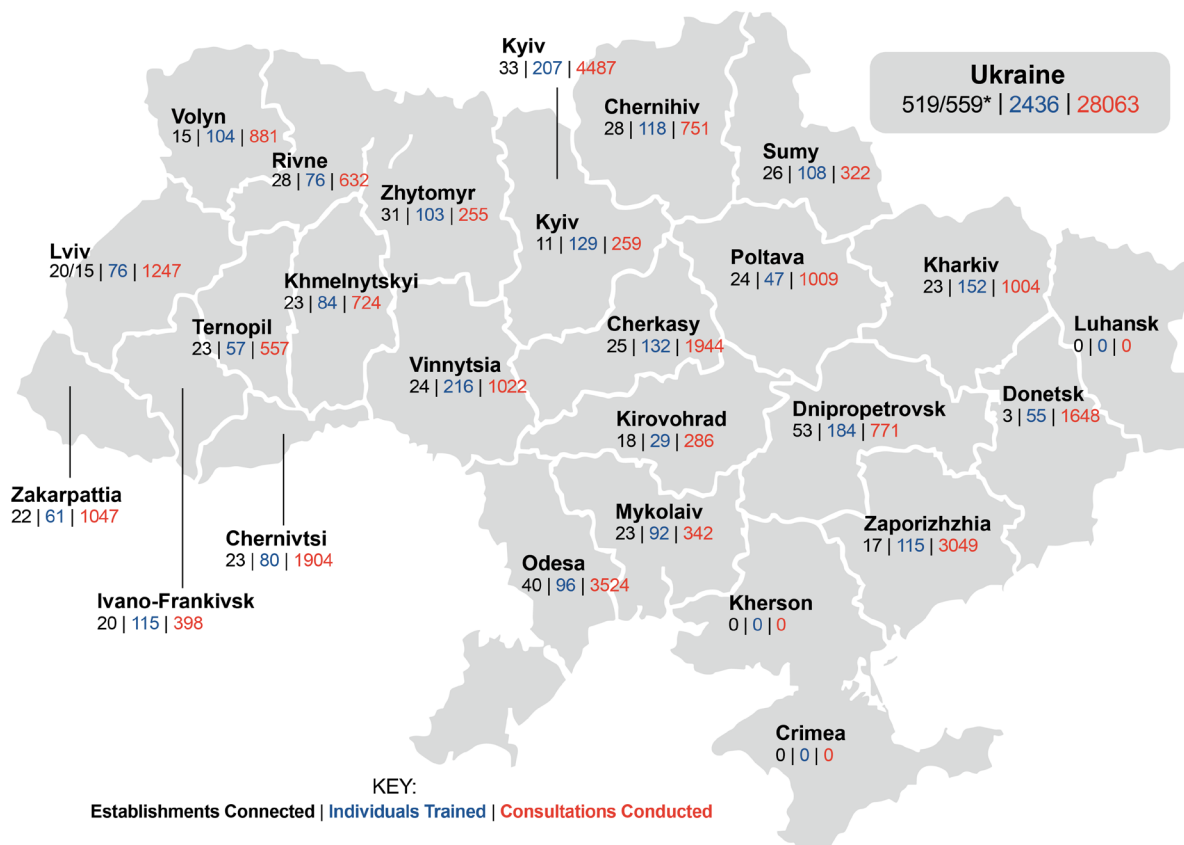 Kyiv
33 | 207 | 4487
Ukraine
519/559* | 2436 | 28063
Chernihiv
28 | 118 | 751
Volyn
15 | 104 | 881
Sumy
26 | 108 | 322
Rivne
28 | 76 | 632
Zhytomyr
31 | 103 | 255
Kyiv
11 | 129 | 259
Lviv
20/15 | 76 | 1247
Poltava
24 | 47 | 1009
Kharkiv
23 | 152 | 1004
Khmelnytskyi
23 | 84 | 724
Ternopil
23 | 57 | 557
Cherkasy
25 | 132 | 1944
Luhansk
0 | 0 | 0
Vinnytsia
24 | 216 | 1022
Donetsk
3 | 55 | 1648
Dnipropetrovsk
53 | 184 | 771
Kirovohrad
18 | 29 | 286
Zakarpattia
22 | 61 | 1047
Mykolaiv
23 | 92 | 342
Zaporizhzhia
17 | 115 | 3049
Chernivtsi
23 | 80 | 1904
Odesa
40 | 96 | 3524
Ivano-Frankivsk
20 | 115 | 398
Kherson
0 | 0 | 0
Crimea
0 | 0 | 0
KEY:
Establishments Connected | Individuals Trained | Consultations Conducted